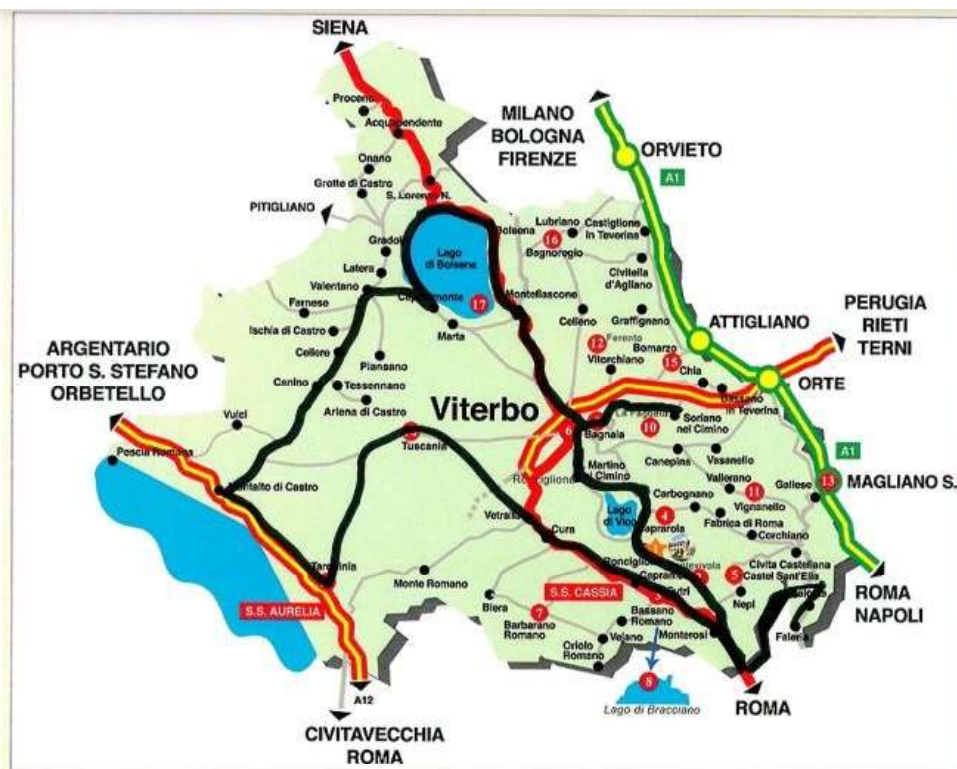 SIENA
Proceno
Acquapendente
MILANO
BOLOGNA
FIRENZE
ORVIETO
A1
Onano
Grotte di Castro
S. Lorenzo N.
PITIGLIANO
Gradoli
Lago
di Bolsena
Bolsena
Lubriano
16
Bagnoregio
Castiglione
in Teverina
Civitella
d'Agliano
Latera
Valentano
Capodimonte
17
Montefiascone
Marta
Celleno
Graffignano
Farnese
Ischia di Castro
Cellere
Piansano
12
Ferento
Vitorchiano
Bomarzo
15
Chia
ATTIGLIANO
PERUGIA
RIETI
TERNI
ORTE
Bassano
in Teverina
ARGENTARIO
PORTO S. STEFANO
ORBETELLO
Canino
Tessennano
Arlena di Castro
Viterbo
6
Bagnaia
10
Soriano
nel Cimino
Vulci
Tuscania
Canepina
Vasanello
A1
Pescia Romana
Montalto di Castro
Martino
al Cimino
Vallerano
11
Vignanello
Gallese
13
MAGLIANO S.
Vetralla
Cura
Lago
di Vico
Carbognano
4
Caprarola
Fabrica di Roma
Corchiano
Tarquinia
Monte Romano
S.S. AURELIA
S.S. CASSIA
Civita Castellana
Castel Sant'Elia
5
Nepi
Blera
7
Barbarano
Romano
Bassano
Romano
Vejano
Oriolo
Romano
Monterosi
Faleria
ROMA
NAPOLI
8
Lago di Bracciano
ROMA
A12
CIVITAVECCHIA
ROMA